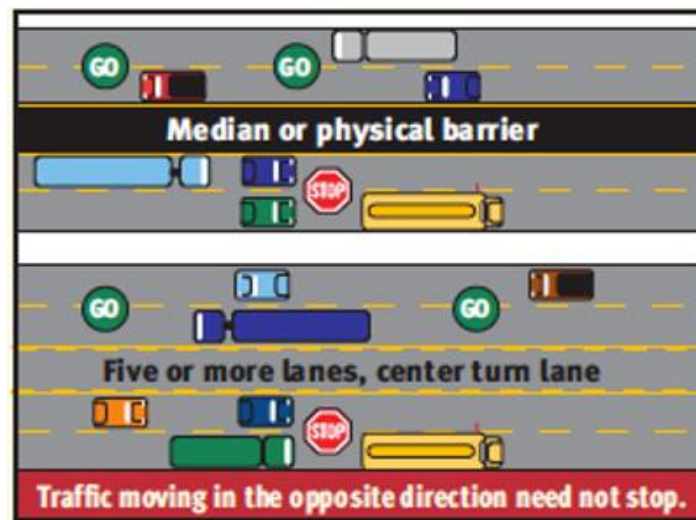 GO
GO
Median or physical barrier
STOP
GO
GO
Five or more lanes, center turn lane
STOP
Traffic moving in the opposite direction need not stop.